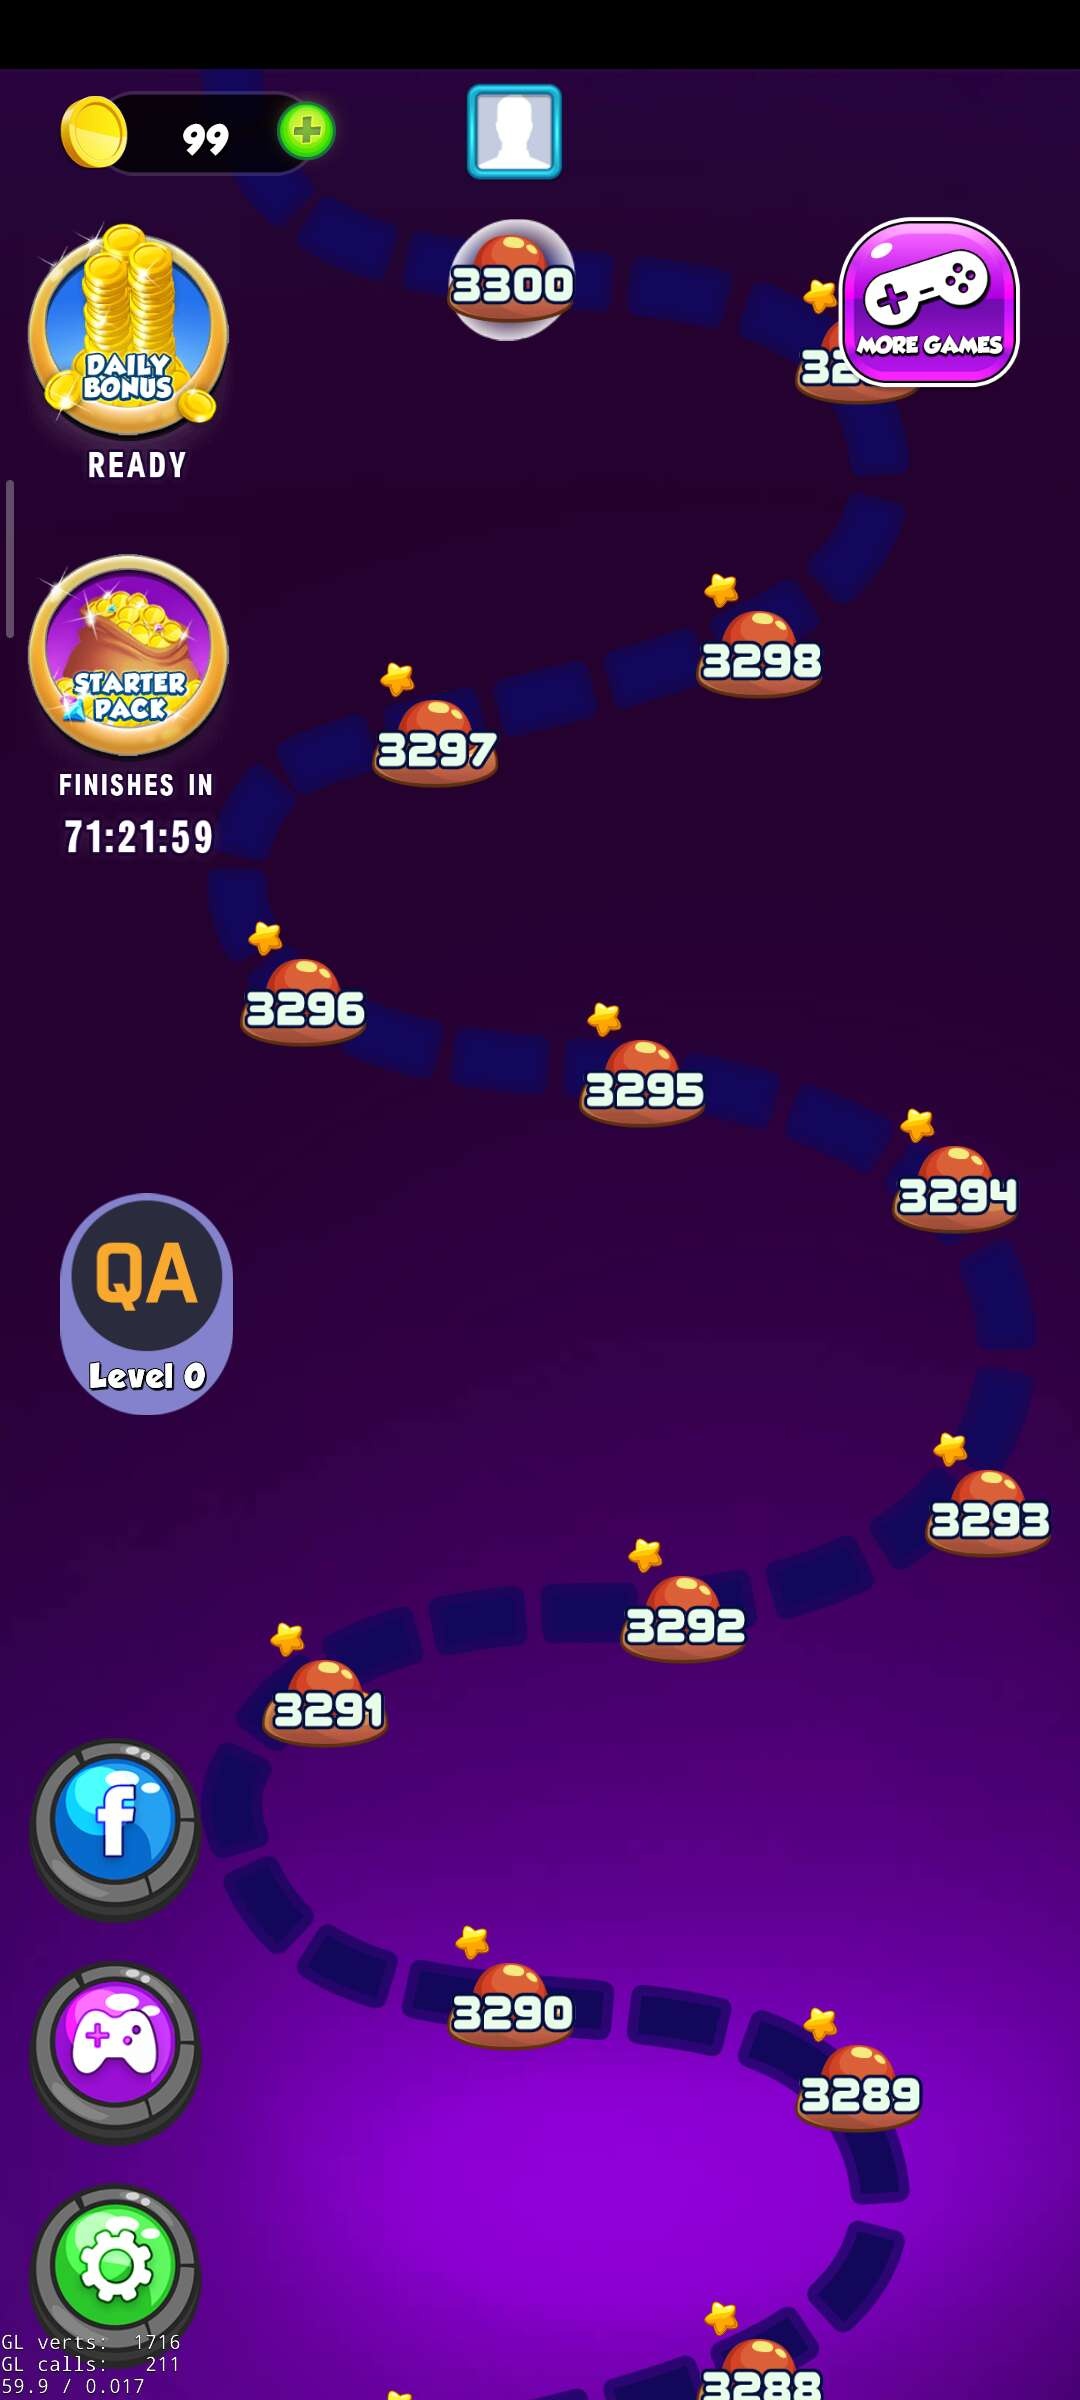 99
3300
DAILY
BONUS
MORE GAMES
READY
3298
STARTER
PACK
3297
FINISHES IN
71:21:59
3296
3295
3294
QA
Level 0
3293
3292
3291
f
3290
3289
GL verts: 1716
GL calls: 211
59.9 / 0.017
3288